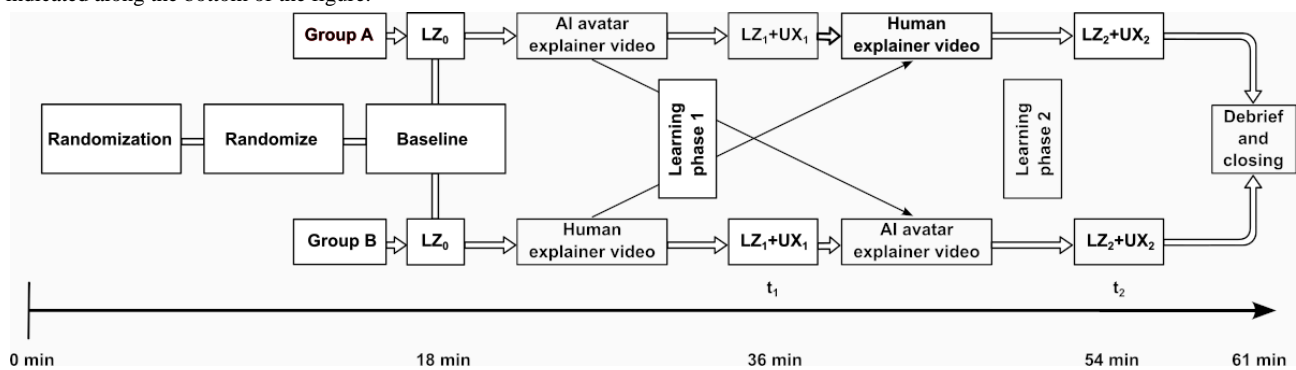 indicated along the bottom of the figure.
Group A
LZ0
AI avatar
explainer video
LZ1+UX1
Human
explainer video
LZ2+UX2
Randomization
Randomize
Baseline
Learning
phase 1
Learning
phase 2
Debrief
and
closing
Group B
LZ0
Human
explainer video
LZ1+UX1
AI avatar
explainer video
LZ2+UX2
t1
t2
0 min
18 min
36 min
54 min
61 min